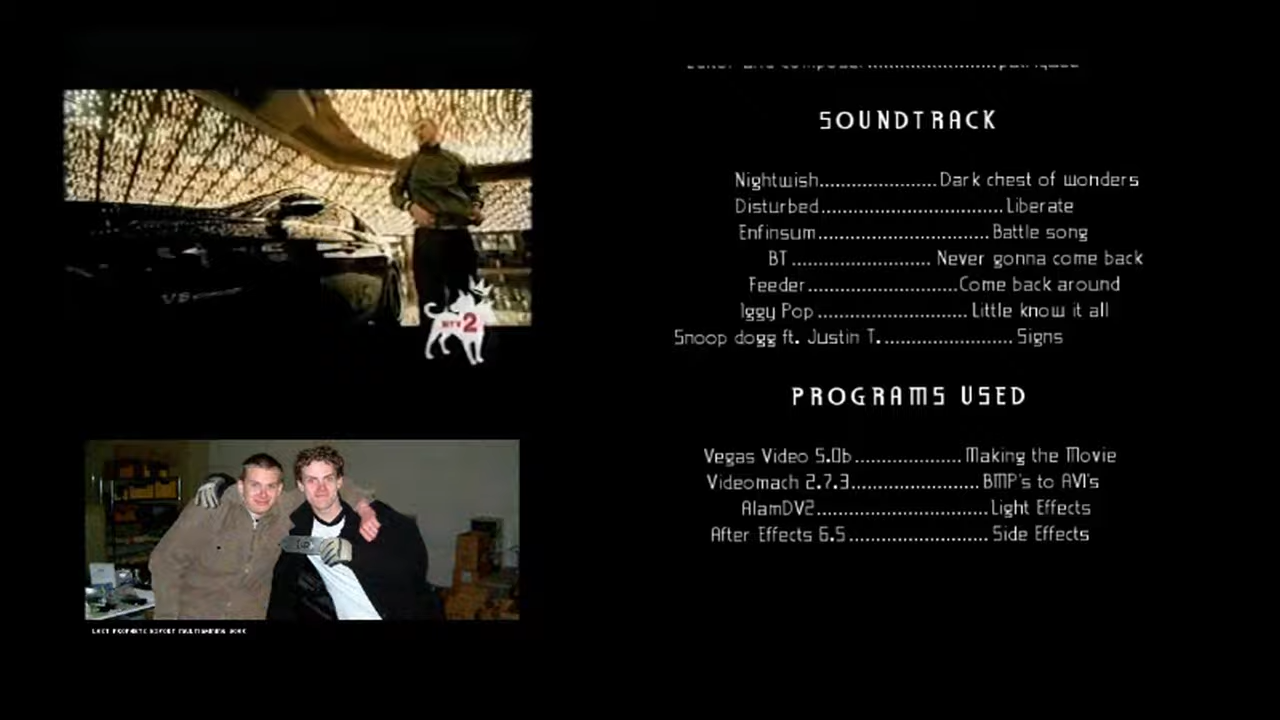 SOUNDTRACK
Nightwish......................Dark chest of wonders
Disturbed..................................Liberate
Enfinsum................................Battle song
BT..........................Never gonna come back
Feeder............................Come back around
Iggy Pop............................Little know it all
Snoop dogg ft. Justin T.........................Signs
PROGRAMS USED
Vegas Video 5.0b....................Making the Movie
Videomach 2.7.3........................BMP's to AVI's
AlamDV2................................Light Effects
After Effects 6.5..........................Side Effects
V8
MTV2